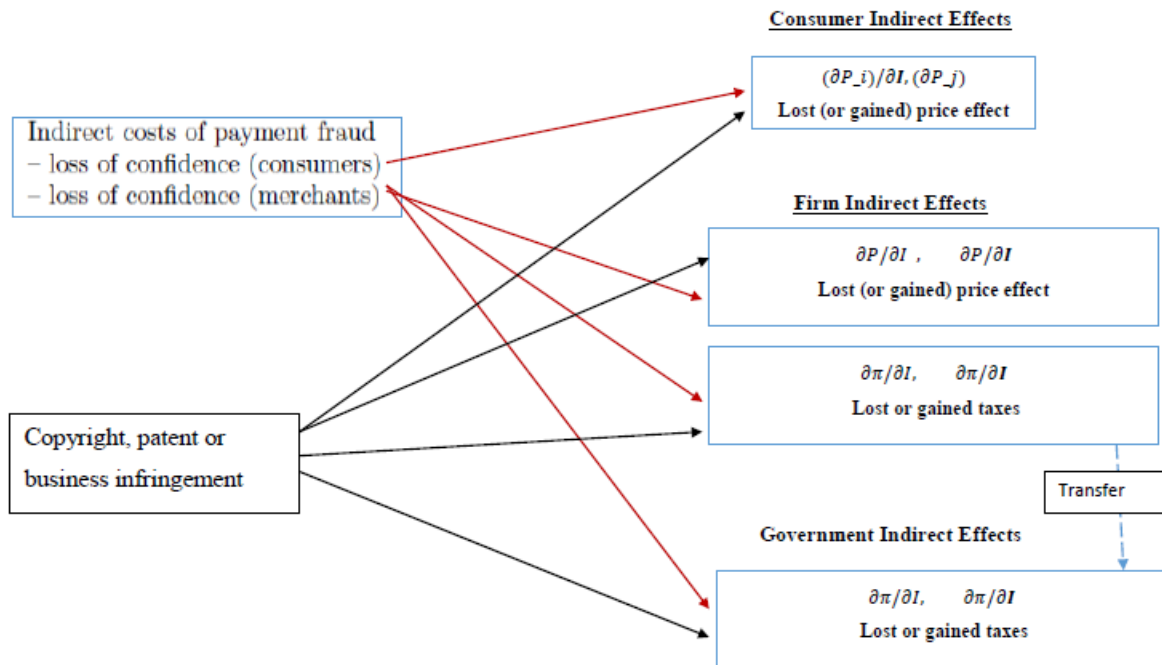 Consumer Indirect Effects
(∂P_i)/∂I, (∂P_j)
Lost (or gained) price effect
Indirect costs of payment fraud
– loss of confidence (consumers)
– loss of confidence (merchants)
Firm Indirect Effects
∂P/∂I , ∂P/∂I
Lost (or gained) price effect
∂π/∂I, ∂π/∂I
Lost or gained taxes
Copyright, patent or
business infringement
Transfer
Government Indirect Effects
∂π/∂I, ∂π/∂I
Lost or gained taxes